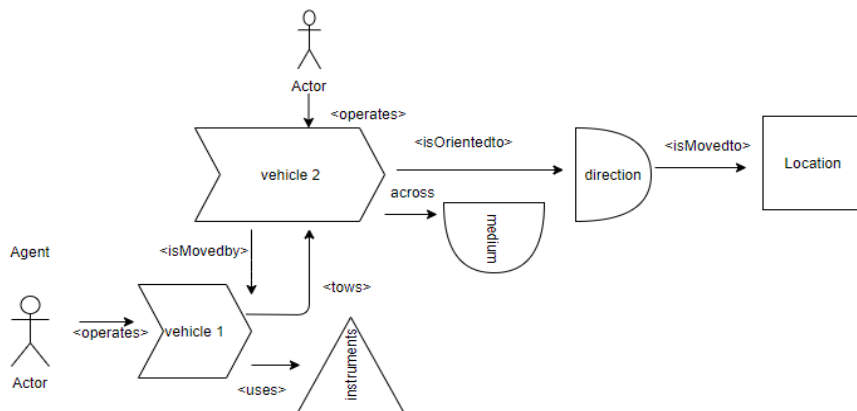 Actor
<operates>
vehicle 2
<isOrientedto>
direction
<isMovedto>
Location
across
medium
Agent
<isMovedby>
<tows>
<operates>
vehicle 1
Actor
<uses>
instruments